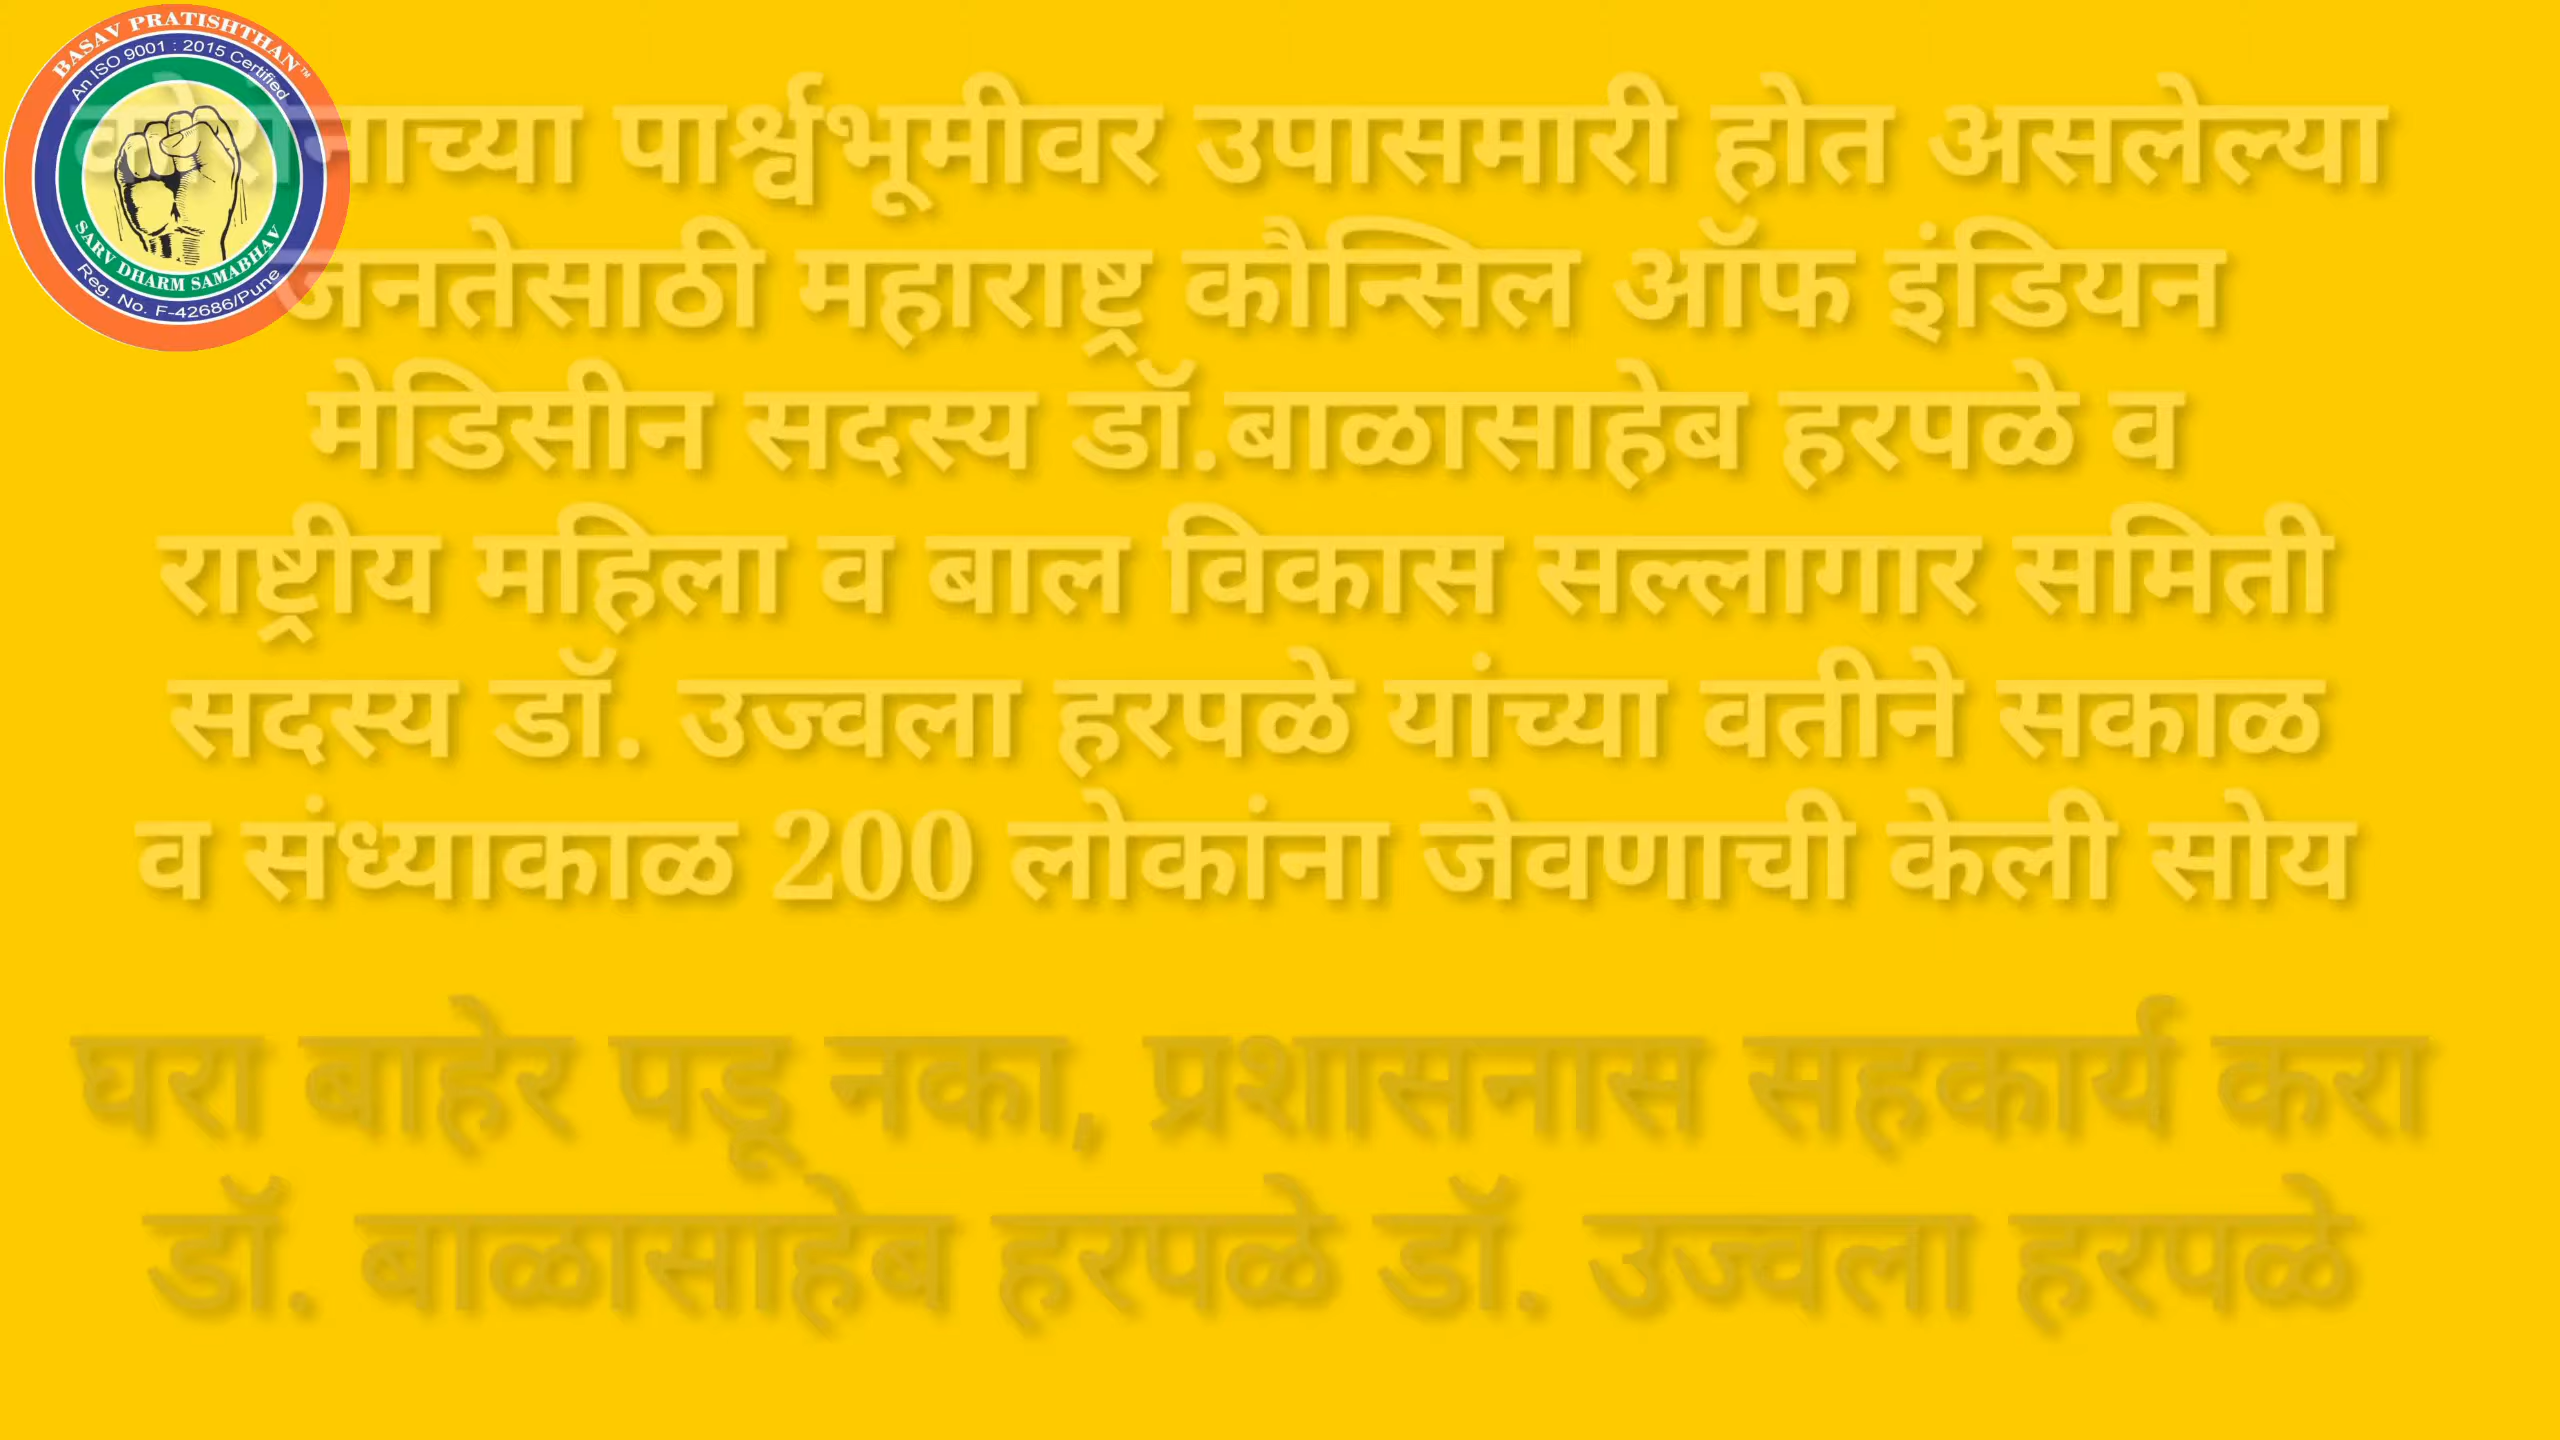 BASAV PRATISHTHAN™
An ISO 9001 : 2015 Certified
SARV DHARM SAMABHAV
Reg. No. F-42686/Pune
कोरोनाच्या पार्श्वभूमीवर उपासमारी होत असलेल्या
जनतेसाठी महाराष्ट्र कौन्सिल ऑफ इंडियन
मेडिसीन सदस्य डॉ.बाळासाहेब हरपळे व
राष्ट्रीय महिला व बाल विकास सल्लागार समिती
सदस्य डॉ. उज्वला हरपळे यांच्या वतीने सकाळ
व संध्याकाळ 200 लोकांना जेवणाची केली सोय
घरा बाहेर पडू नका, प्रशासनास सहकार्य करा
डॉ. बाळासाहेब हरपळे डॉ. उज्वला हरपळे